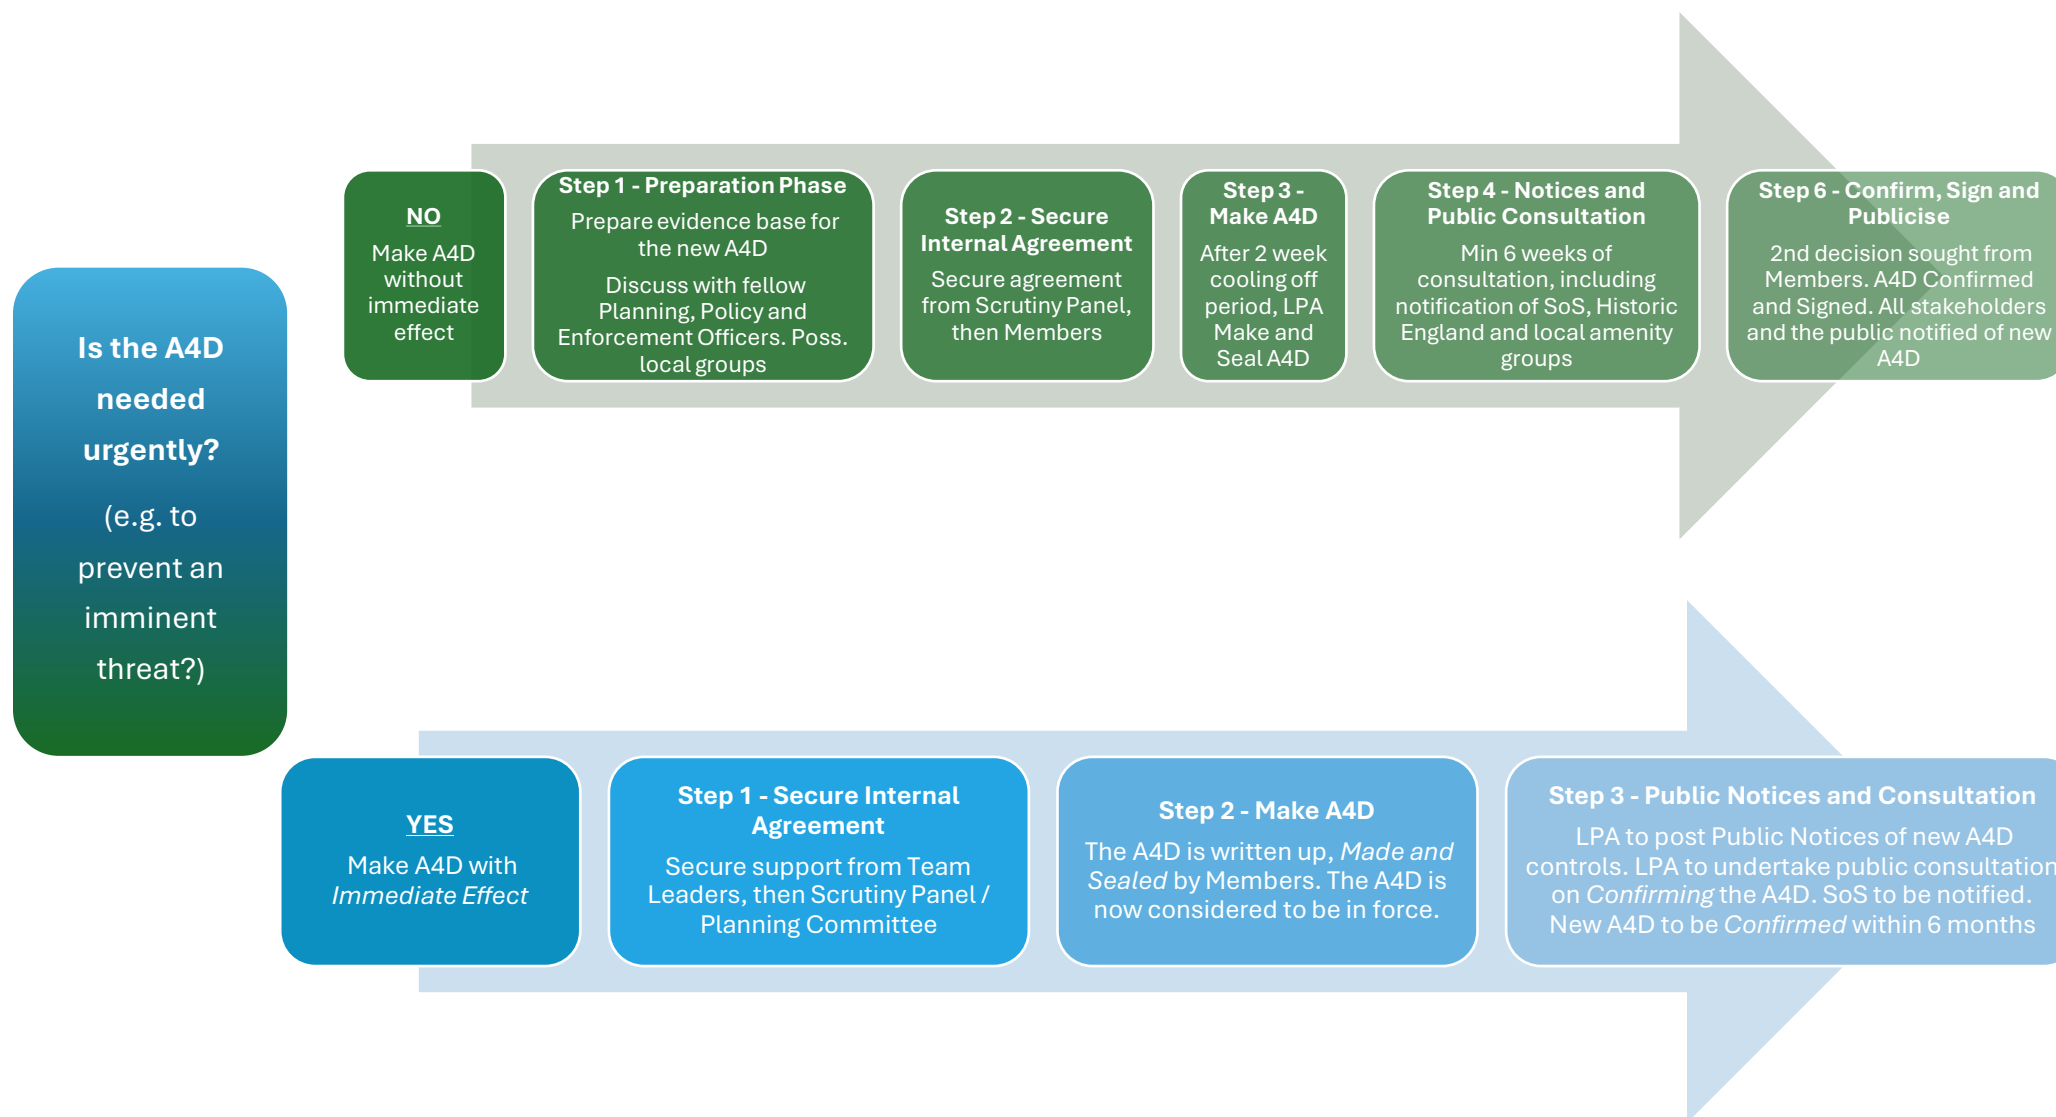 Is the A4D
needed
urgently?
(e.g. to
prevent an
imminent
threat?)
NO
Make A4D
without
immediate
effect
Step 1 - Preparation Phase
Prepare evidence base for
the new A4D
Discuss with fellow
Planning, Policy and
Enforcement Officers. Poss.
local groups
Step 2 - Secure
Internal Agreement
Secure agreement
from Scrutiny Panel,
then Members
Step 3 -
Make A4D
After 2 week
cooling off
period, LPA
Make and
Seal A4D
Step 4 - Notices and
Public Consultation
Min 6 weeks of
consultation, including
notification of SoS, Historic
England and local amenity
groups
Step 6 - Confirm, Sign and
Publicise
2nd decision sought from
Members. A4D Confirmed
and Signed. All stakeholders
and the public notified of new
A4D
YES
Make A4D with
Immediate Effect
Step 1 - Secure Internal
Agreement
Secure support from Team
Leaders, then Scrutiny Panel /
Planning Committee
Step 2 - Make A4D
The A4D is written up, Made and
Sealed by Members. The A4D is
now considered to be in force.
Step 3 - Public Notices and Consultation
LPA to post Public Notices of new A4D
controls. LPA to undertake public consultation
on Confirming the A4D. SoS to be notified.
New A4D to be Confirmed within 6 months